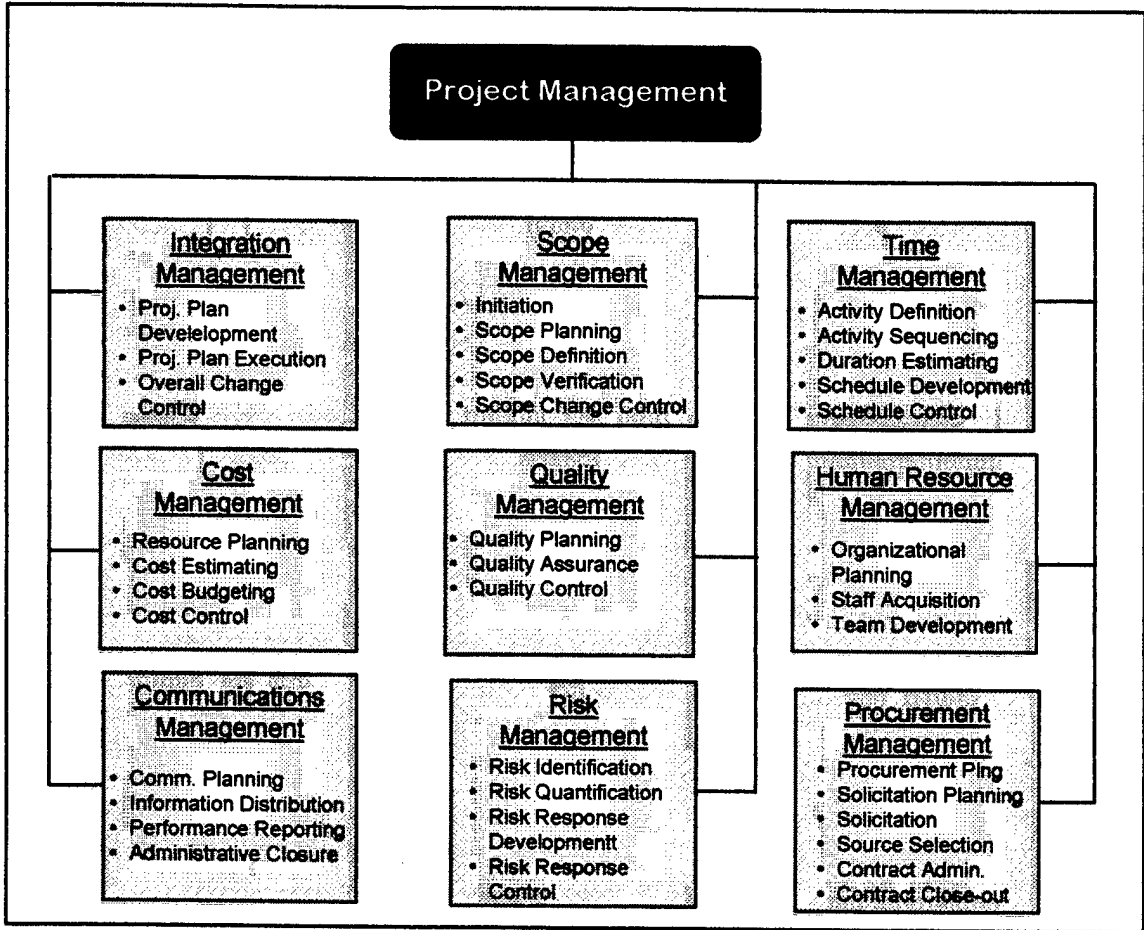 Project Management
Integration
Management
• Proj. Plan
Develelopment
• Proj. Plan Execution
• Overall Change
Control
Scope
Management
• Initiation
• Scope Planning
• Scope Definition
• Scope Verification
• Scope Change Control
Time
Management
• Activity Definition
• Activity Sequencing
• Duration Estimating
• Schedule Development
• Schedule Control
Cost
Management
• Resource Planning
• Cost Estimating
• Cost Budgeting
• Cost Control
Quality
Management
• Quality Planning
• Quality Assurance
• Quality Control
Human Resource
Management
• Organizational
Planning
• Staff Acquisition
• Team Development
Communications
Management
• Comm. Planning
• Information Distribution
• Performance Reporting
• Administrative Closure
Risk
Management
• Risk Identification
• Risk Quantification
• Risk Response
Developmentt
• Risk Response
Control
Procurement
Management
• Procurement Plng
• Solicitation Planning
• Solicitation
• Source Selection
• Contract Admin.
• Contract Close-out